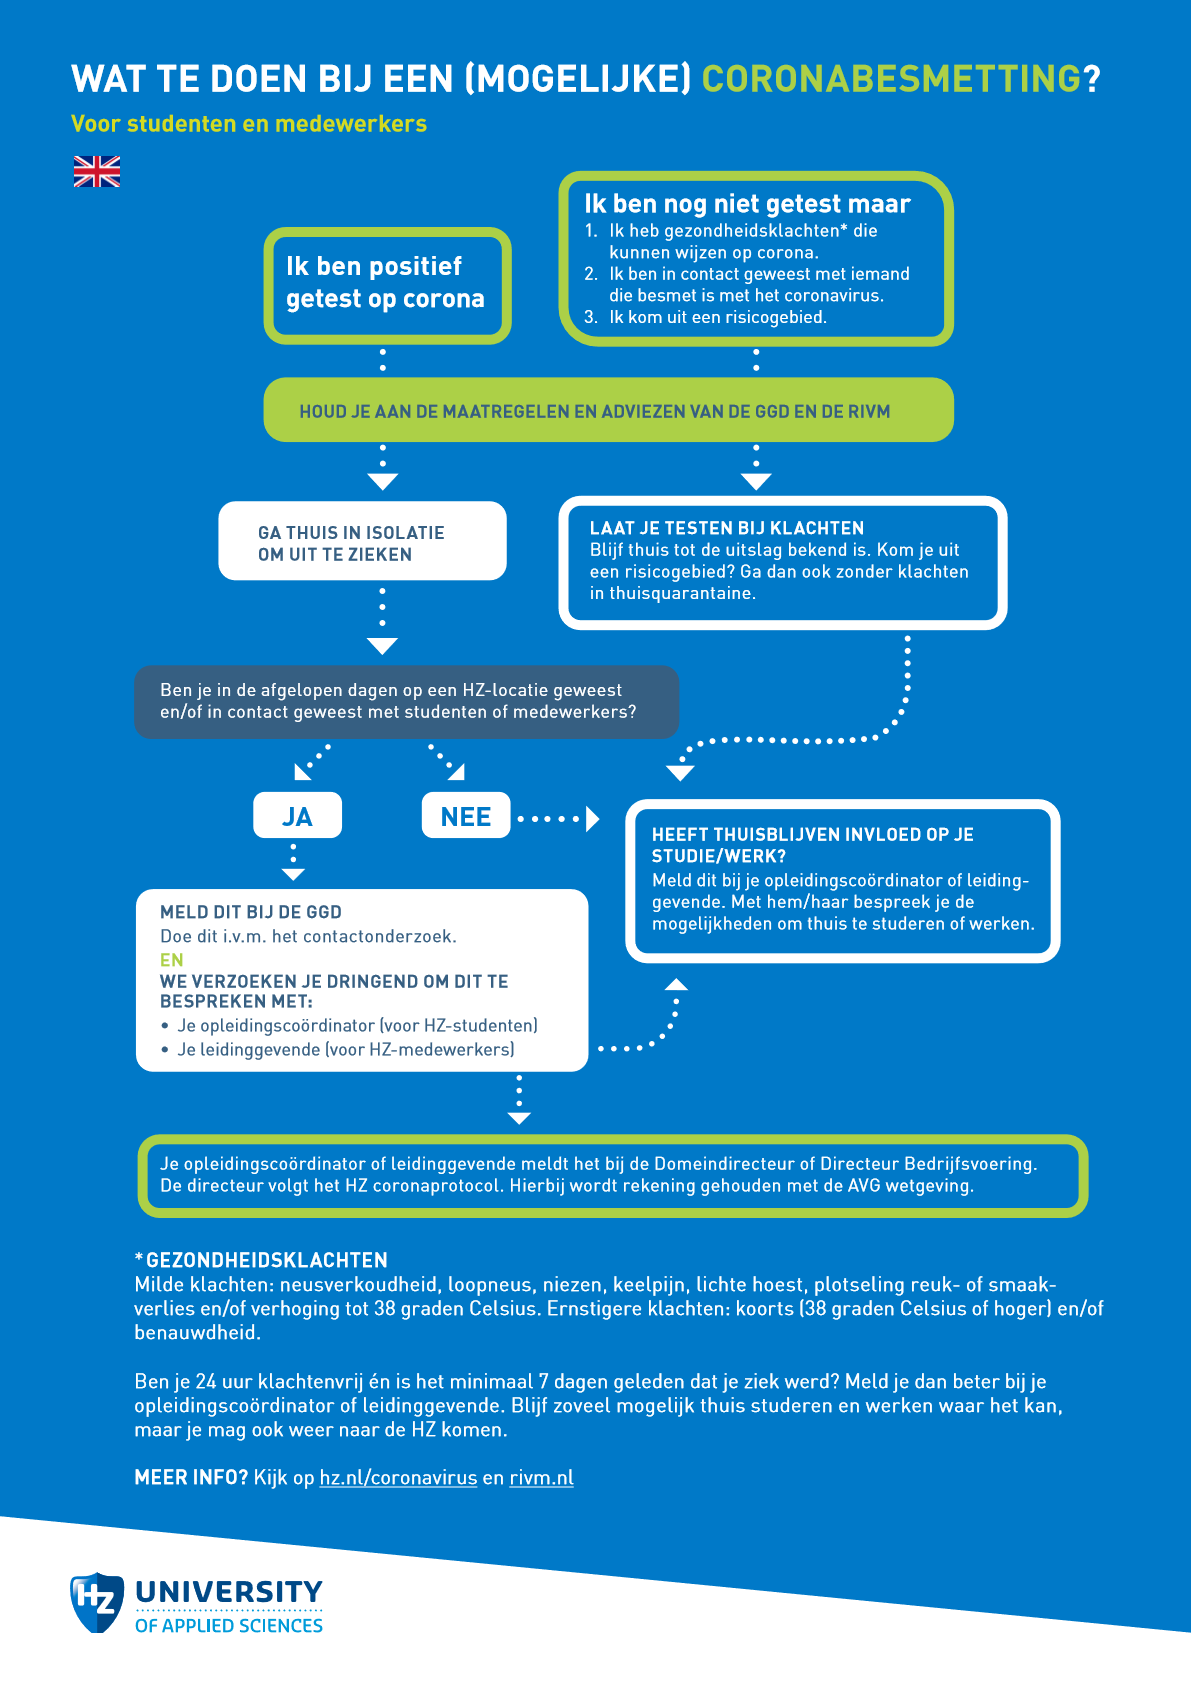 WAT TE DOEN BIJ EEN (MOGELIJKE) CORONABESMETTING?
Voor studenten en medewerkers
Ik ben positief
getest op corona
Ik ben nog niet getest maar
1. Ik heb gezondheidsklachten* die
kunnen wijzen op corona.
2. Ik ben in contact geweest met iemand
die besmet is met het coronavirus.
3. Ik kom uit een risicogebied.
HOUD JE AAN DE MAATREGELEN EN ADVIEZEN VAN DE GGD EN DE RIVM
GA THUIS IN ISOLATIE
OM UIT TE ZIEKEN
LAAT JE TESTEN BIJ KLACHTEN
Blijf thuis tot de uitslag bekend is. Kom je uit
een risicogebied? Ga dan ook zonder klachten
in thuisquarantaine.
Ben je in de afgelopen dagen op een HZ-locatie geweest
en/of in contact geweest met studenten of medewerkers?
JA
NEE
HEEFT THUISBLIJVEN INVLOED OP JE
STUDIE/WERK?
Meld dit bij je opleidingscoördinator of leiding-
gevende. Met hem/haar bespreek je de
mogelijkheden om thuis te studeren of werken.
MELD DIT BIJ DE GGD
Doe dit i.v.m. het contactonderzoek.
EN
WE VERZOEKEN JE DRINGEND OM DIT TE
BESPREKEN MET:
• Je opleidingscoördinator (voor HZ-studenten)
• Je leidinggevende (voor HZ-medewerkers)
Je opleidingscoördinator of leidinggevende meldt het bij de Domeindirecteur of Directeur Bedrijfsvoering.
De directeur volgt het HZ coronaprotocol. Hierbij wordt rekening gehouden met de AVG wetgeving.
* GEZONDHEIDSKLACHTEN
Milde klachten: neusverkoudheid, loopneus, niezen, keelpijn, lichte hoest, plotseling reuk- of smaak-
verlies en/of verhoging tot 38 graden Celsius. Ernstigere klachten: koorts (38 graden Celsius of hoger) en/of
benauwdheid.
Ben je 24 uur klachtenvrij én is het minimaal 7 dagen geleden dat je ziek werd? Meld je dan beter bij je
opleidingscoördinator of leidinggevende. Blijf zoveel mogelijk thuis studeren en werken waar het kan,
maar je mag ook weer naar de HZ komen.
MEER INFO? Kijk op hz.nl/coronavirus en rivm.nl
HZ UNIVERSITY
OF APPLIED SCIENCES